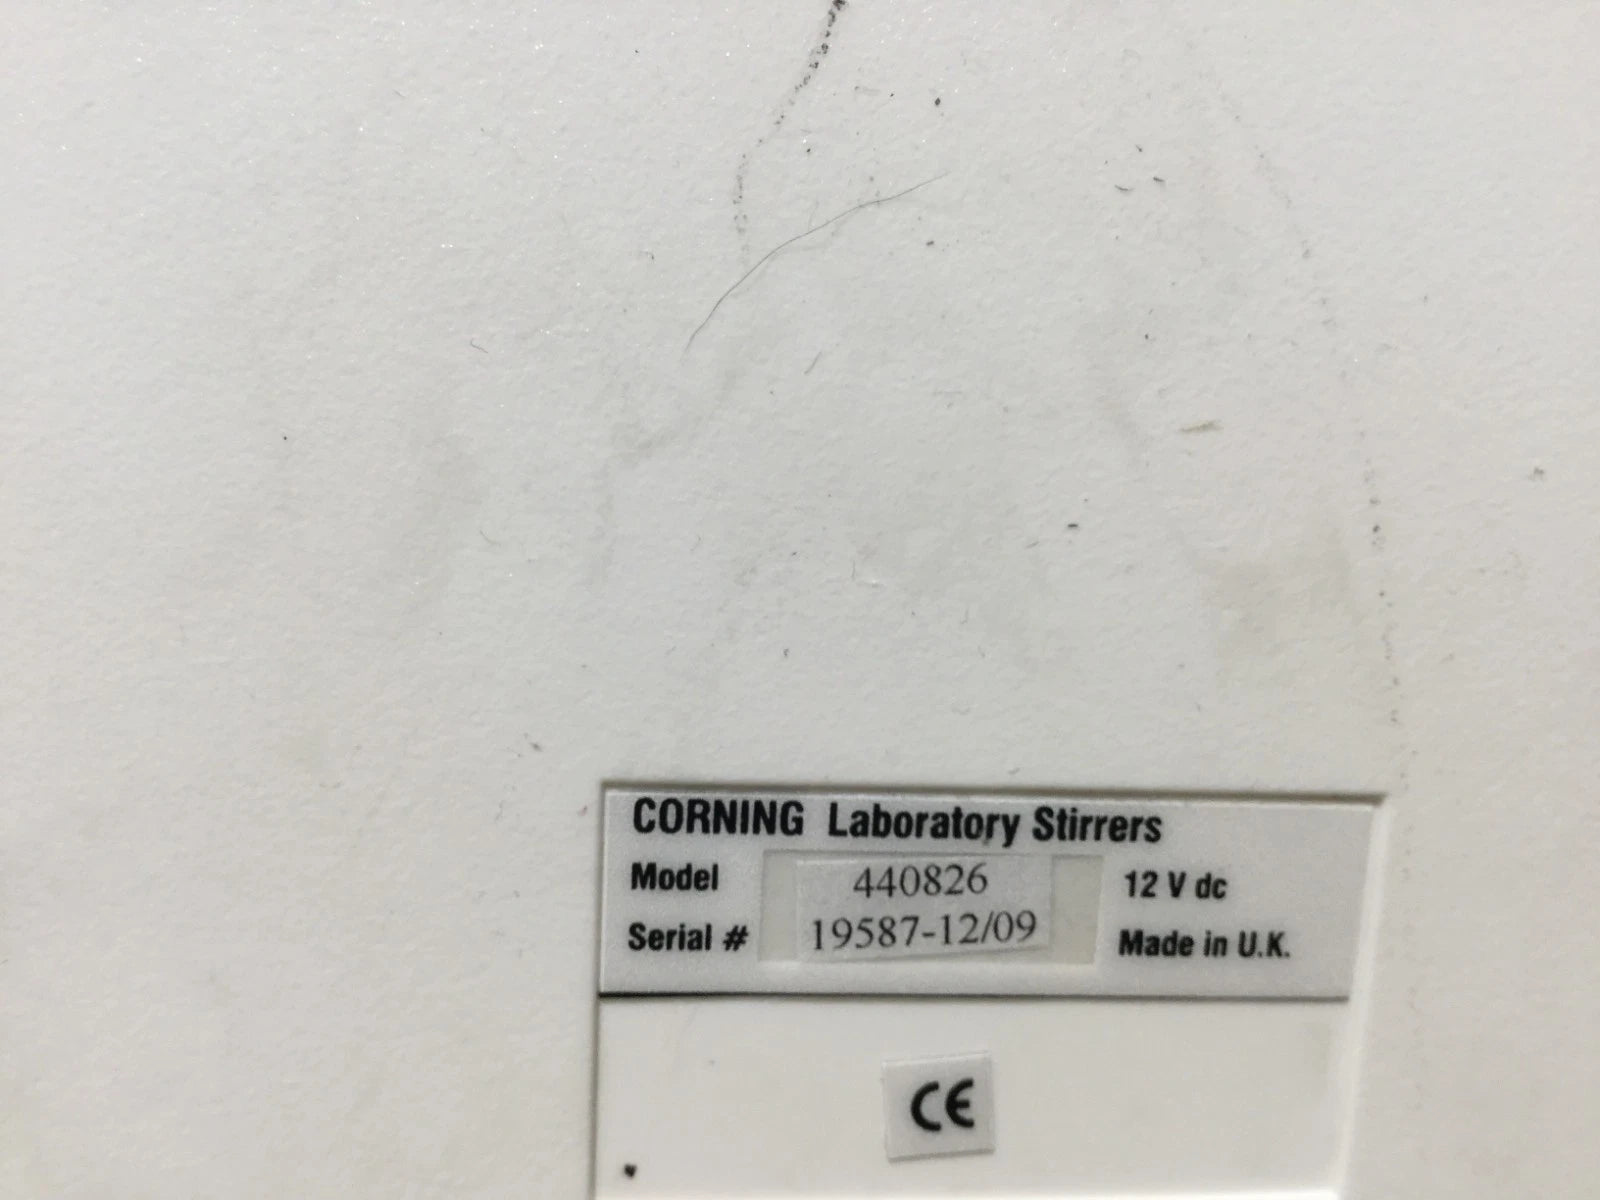 CORNING Laboratory Stirrers
Model 440826 12 V dc
Serial # 19587-12/09 Made in U.K.
CE